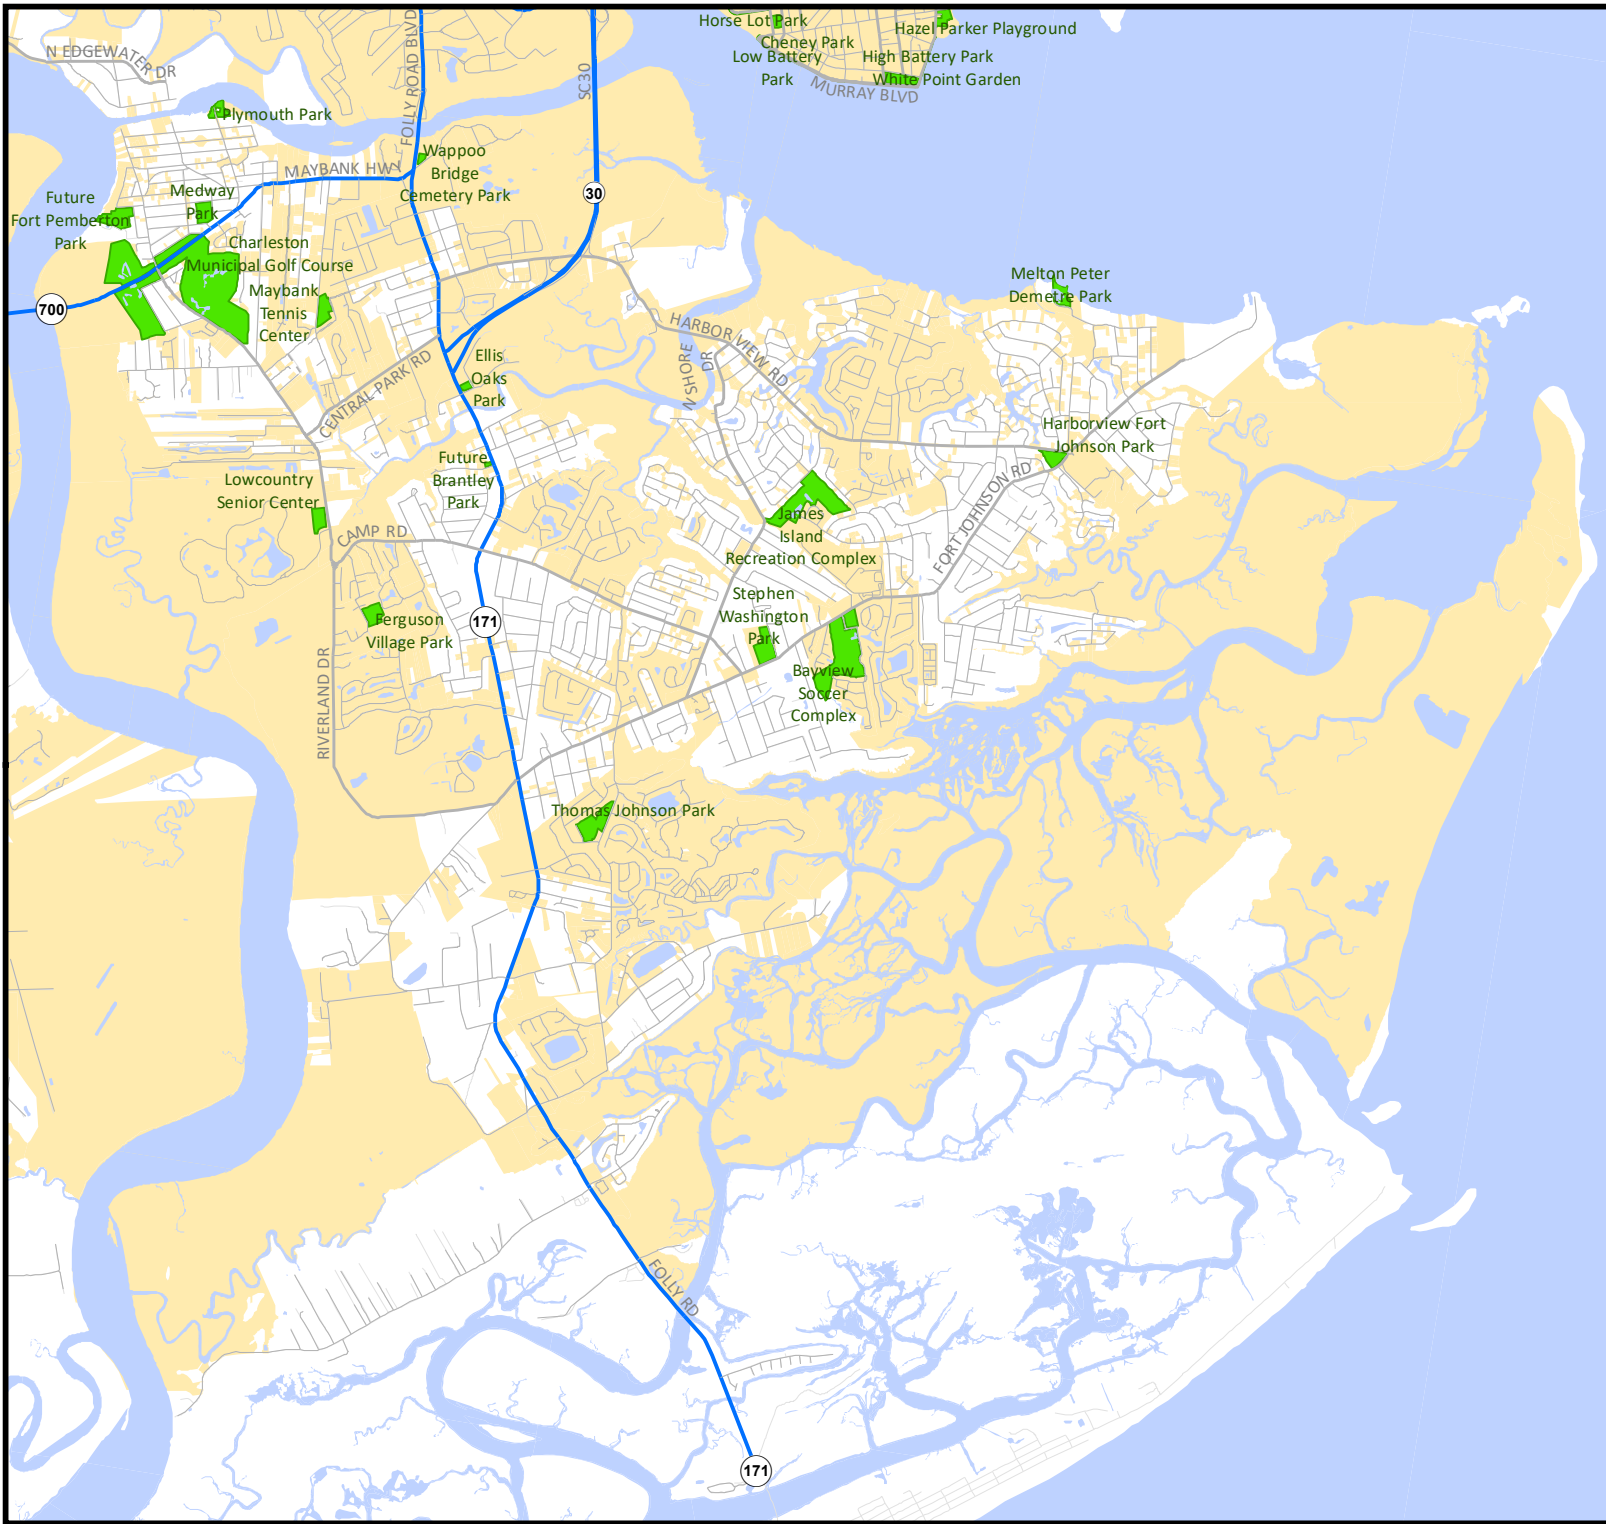 Horse Lot Park
Hazel Parker Playground
Cheney Park
Low Battery
Park
High Battery Park
White Point Garden
MURRAY BLVD
N EDGEWATER DR
FOLLY ROAD BLVD
SC 30
Plymouth Park
MAYBANK HWY
Wappoo
Bridge
Cemetery Park
30
Future
Fort Pemberton
Park
Medway
Park
Charleston
Municipal Golf Course
Maybank
Tennis
Center
700
Melton Peter
Demetre Park
HARBOR VIEW RD
N SHORE
DR
CENTRAL PARK RD
Ellis
Oaks
Park
Harborview Fort
Johnson Park
Future
Brantley
Park
Lowcountry
Senior Center
CAMP RD
James
Island
Recreation Complex
FORT JOHNSON RD
Stephen
Washington
Park
Ferguson
Village Park
171
Bayview
Soccer
Complex
RIVERLAND DR
Thomas Johnson Park
FOLLY RD
171